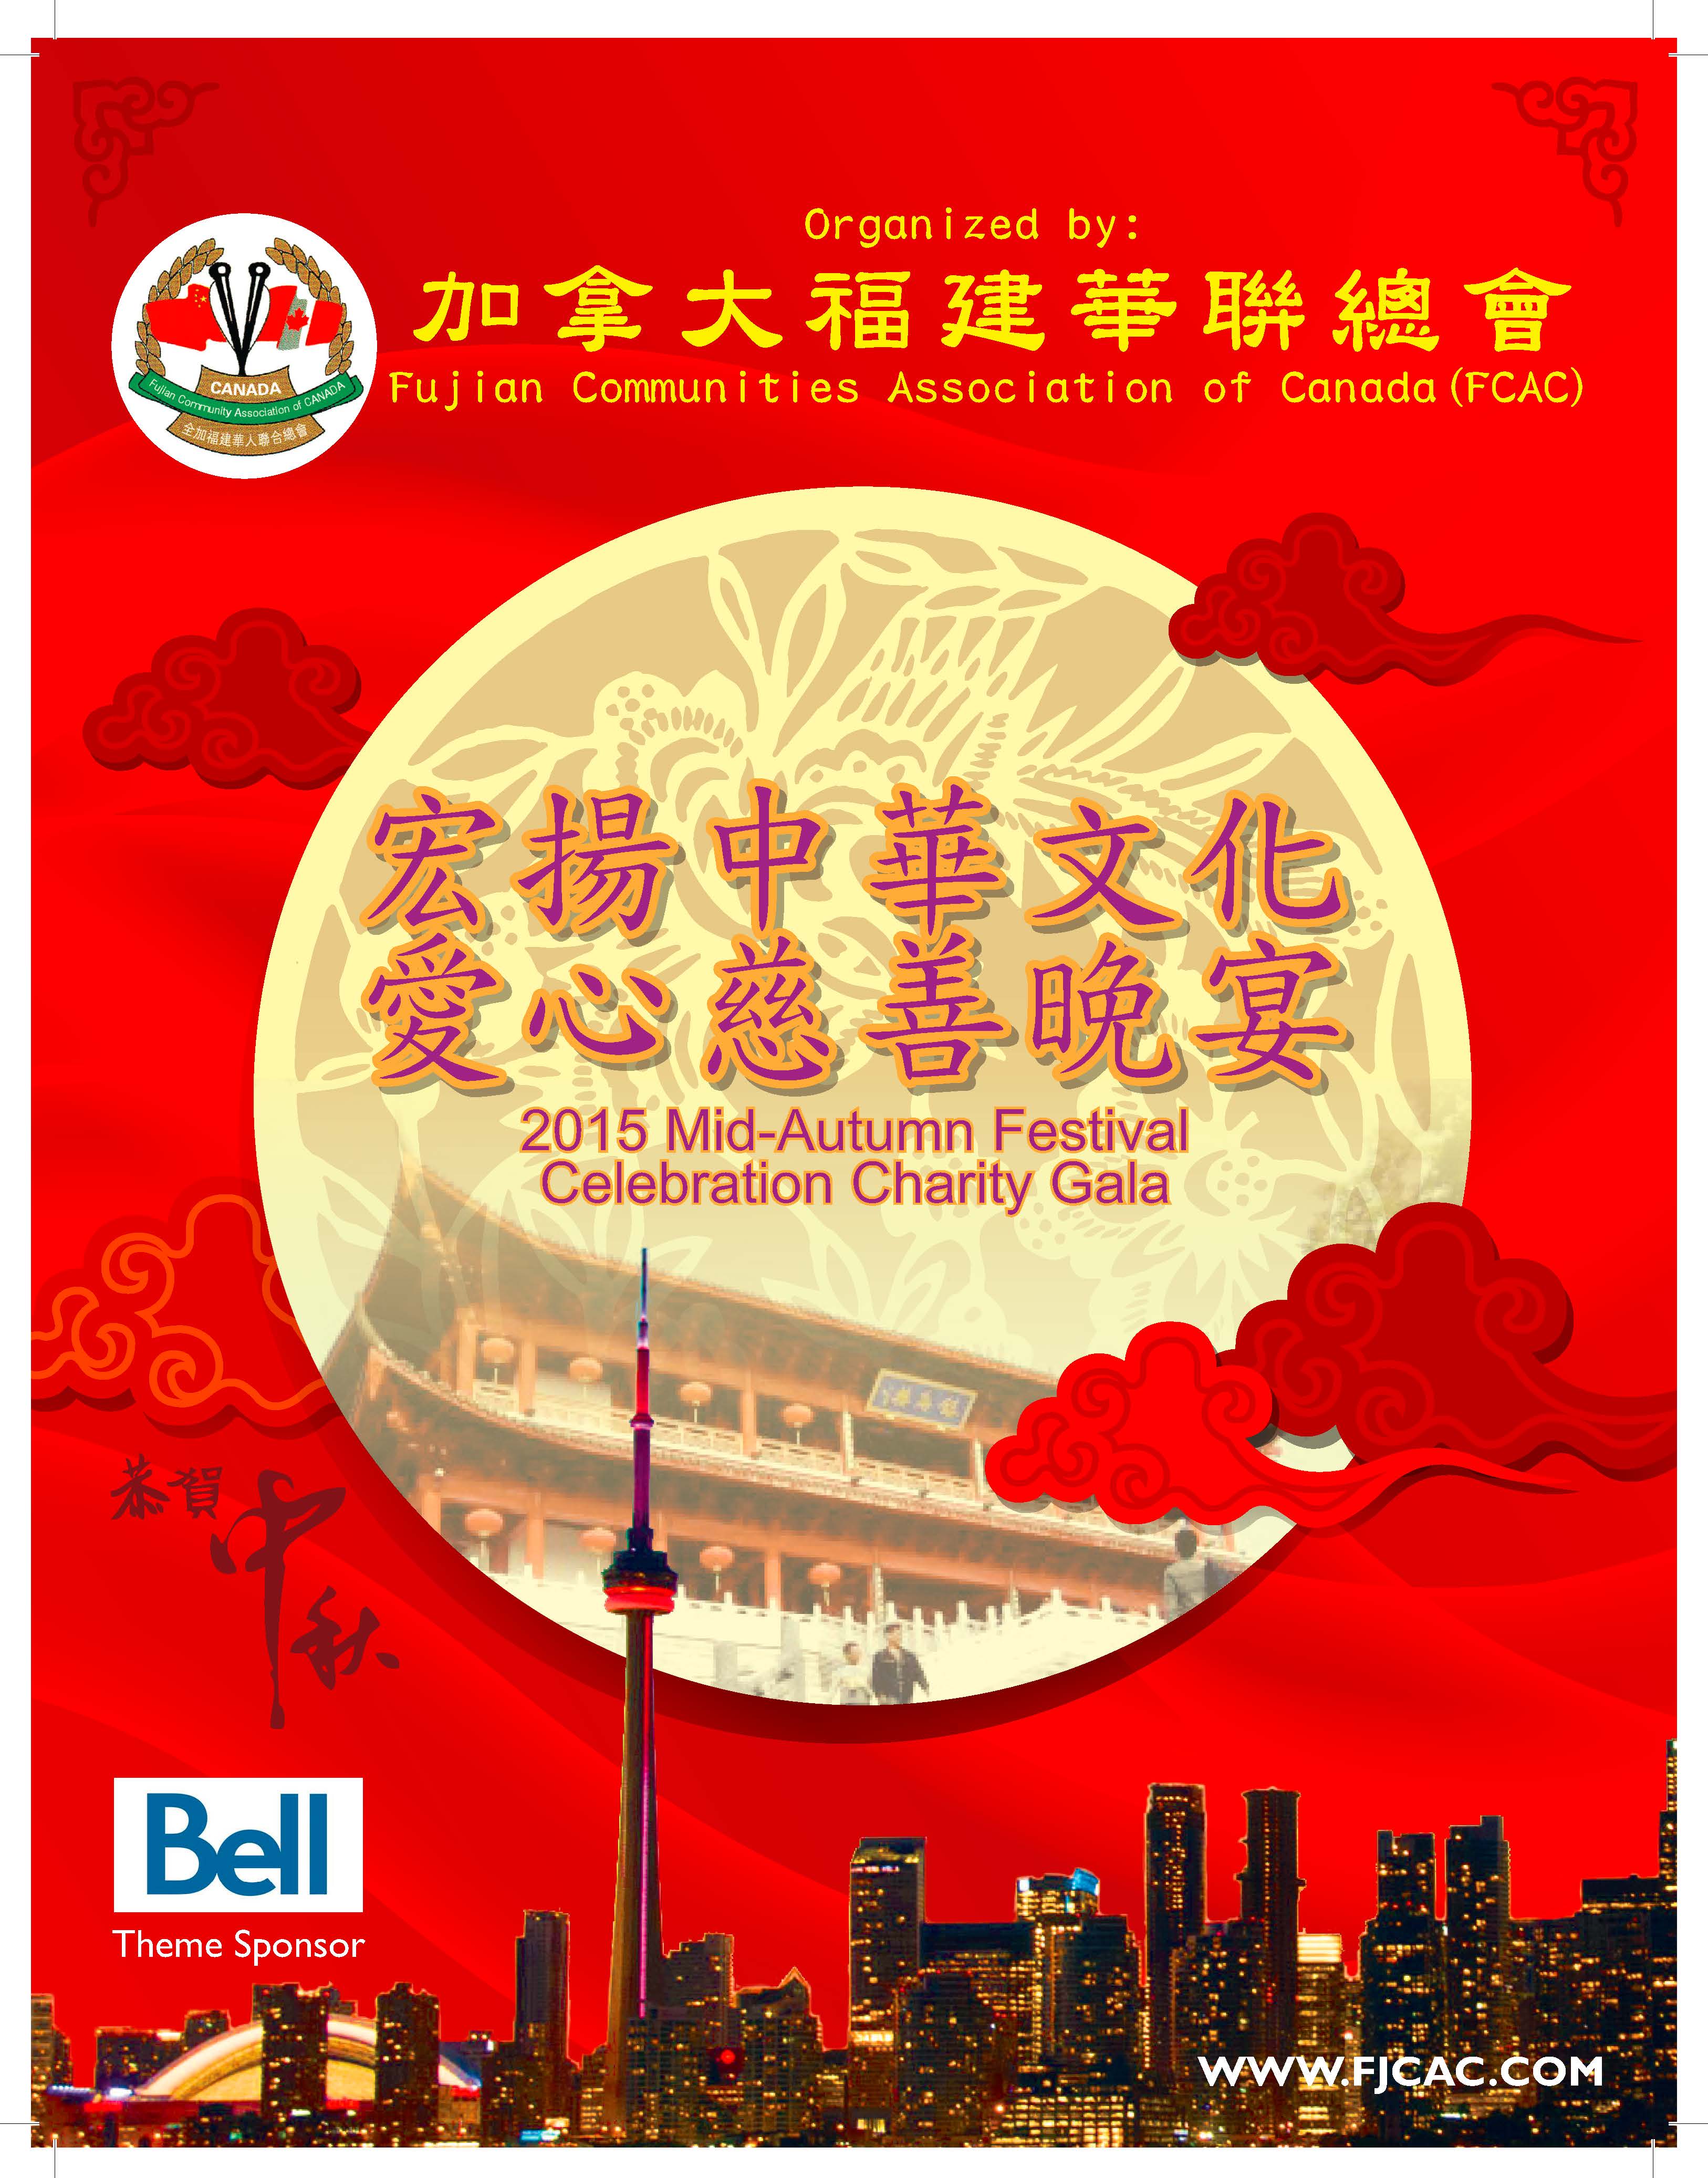 Organized by:
加拿大福建華聯總會
Fujian Communities Association of Canada (FCAC)
CANADA
Fujian Community Association of CANADA
全加福建華人聯合總會
宏揚中華文化
愛心慈善晚宴
2015 Mid-Autumn Festival
Celebration Charity Gala
恭賀
中秋
Bell
Theme Sponsor
WWW.FJCAC.COM